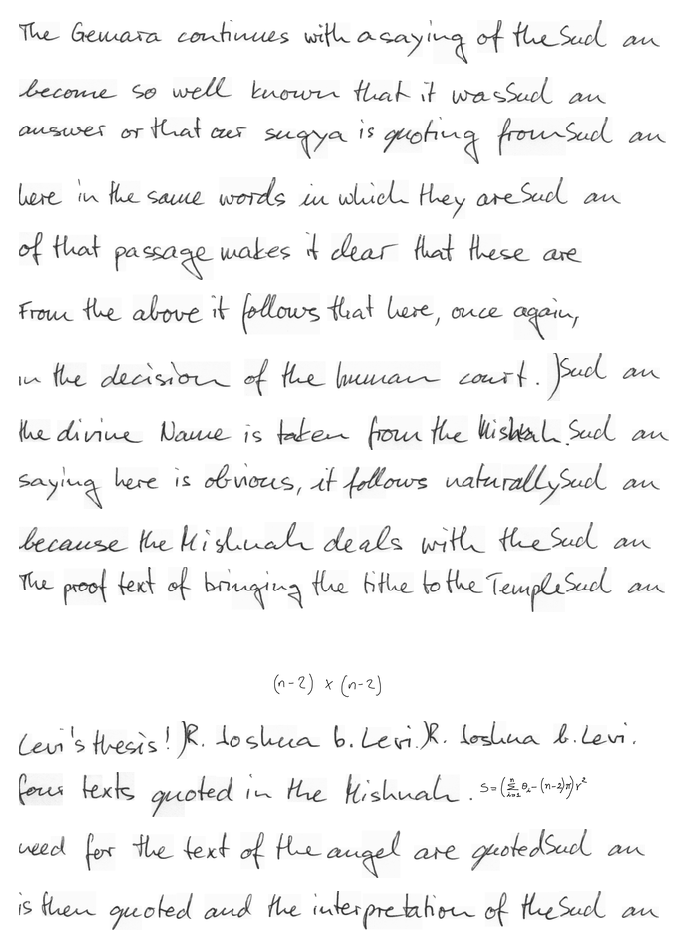 The Gemara continues with a saying of the Sud an
become so well known that it was Sud an
answer or that our sugya is quoting from Sud an
here in the same words in which they are Sud an
of that passage makes it clear that these are
From the above it follows that here, once again,
in the decision of the human court. )Sud an
the divine Name is taken from the Mishnah. Sud an
saying here is obvious, it follows naturally Sud an
because the Mishnah deals with the Sud an
The proof text of bringing the tithe to the Temple Sud an
(n-2) × (n-2)
Levi's thesis! )R. Joshua b. Levi.)R. Joshua b. Levi.
four texts quoted in the Mishnah. S=(∑_{i=1}^{n} θ_i-(n-2)π)r²
need for the text of the angel are quoted Sud an
is then quoted and the interpretation of the Sud an